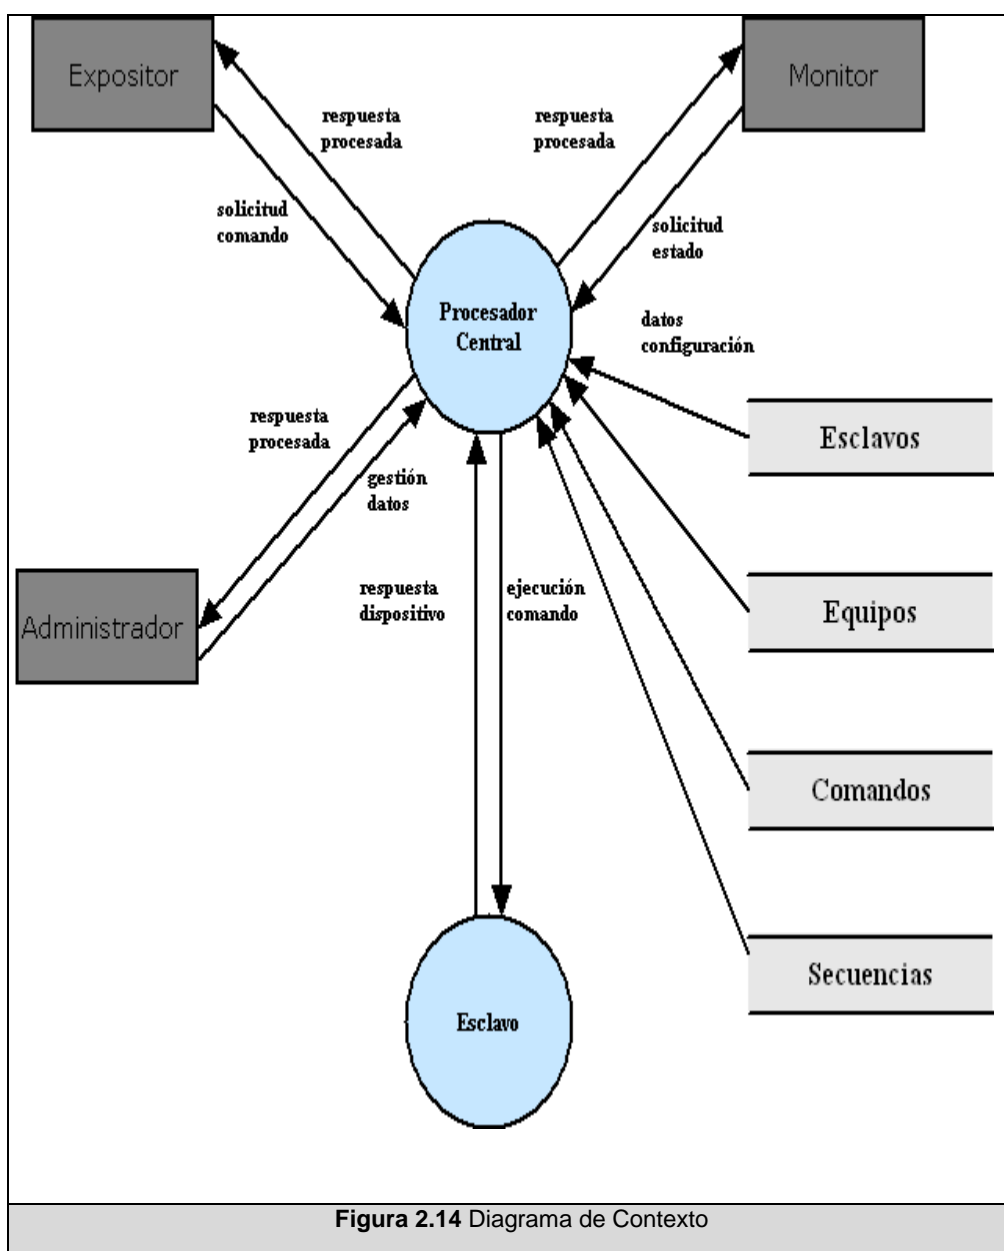 Expositor
Monitor
respuesta
procesada
respuesta
procesada
solicitud
comando
solicitud
estado
Procesador
Central
datos
configuración
respuesta
procesada
Esclavos
gestión
datos
respuesta
dispositivo
ejecución
comando
Equipos
Administrador
Comandos
Secuencias
Esclavo
Figura 2.14 Diagrama de Contexto